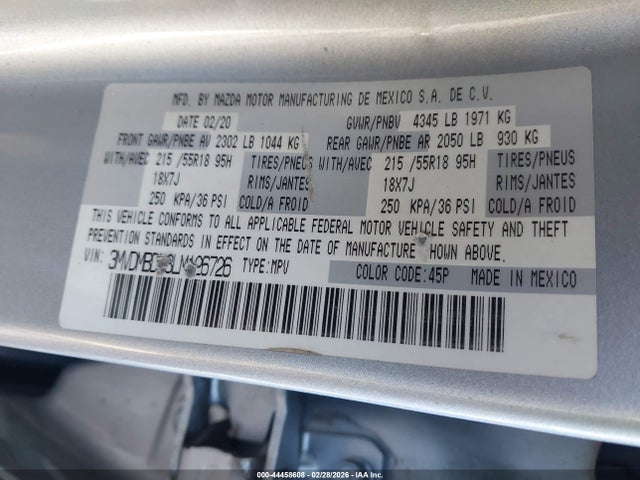 MFD. BY MAZDA MOTOR MANUFACTURING DE MEXICO S.A. DE C.V.
DATE 02/20 GVWR/PNBV 4345 LB 1971 KG
FRONT GAWR/PNBE AV 2302 LB 1044 KG REAR GAWR/PNBE AR 2050 LB 930 KG
WITH/AVEC 215 /55R18 95H TIRES/PNEUS WITH/AVEC 215 /55R18 95H TIRES/PNEUS
18X7J RIMS/JANTES 18X7J RIMS/JANTES
250 KPA/36 PSI COLD/A FROID 250 KPA/36 PSI COLD/A FROID
THIS VEHICLE CONFORMS TO ALL APPLICABLE FEDERAL MOTOR VEHICLE SAFETY AND THEFT
PREVENTION STANDARDS IN EFFECT ON THE DATE OF MANUFACTURE HOWN ABOVE.
VIN: TYPE:MPV COLOR CODE:45P MADE IN MEXICO
000-44458608 - 02/28/2026 - IAA Inc.